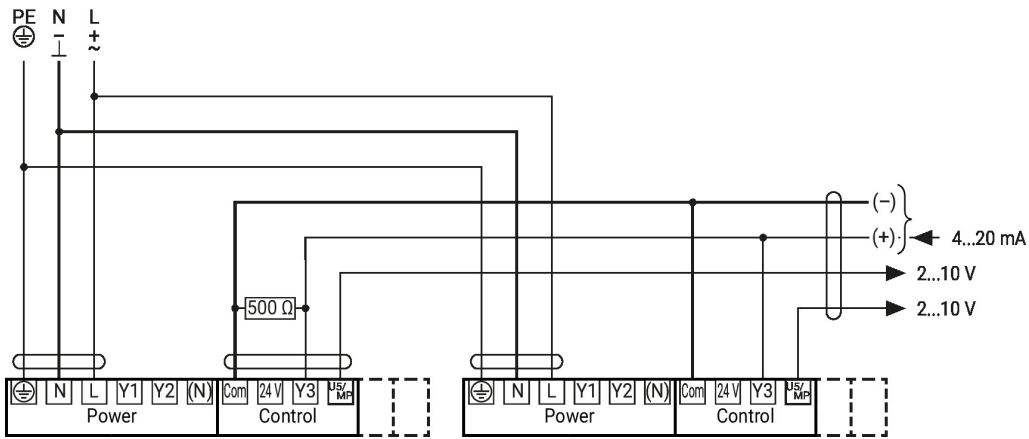 PE N L
− +
~
(−)
(+) 4...20 mA
2...10 V
500 Ω 2...10 V
N L Y1 Y2 (N) Com 24 V Y3 U5/MP N L Y1 Y2 (N) Com 24 V Y3 U5/MP
Power Control Power Control